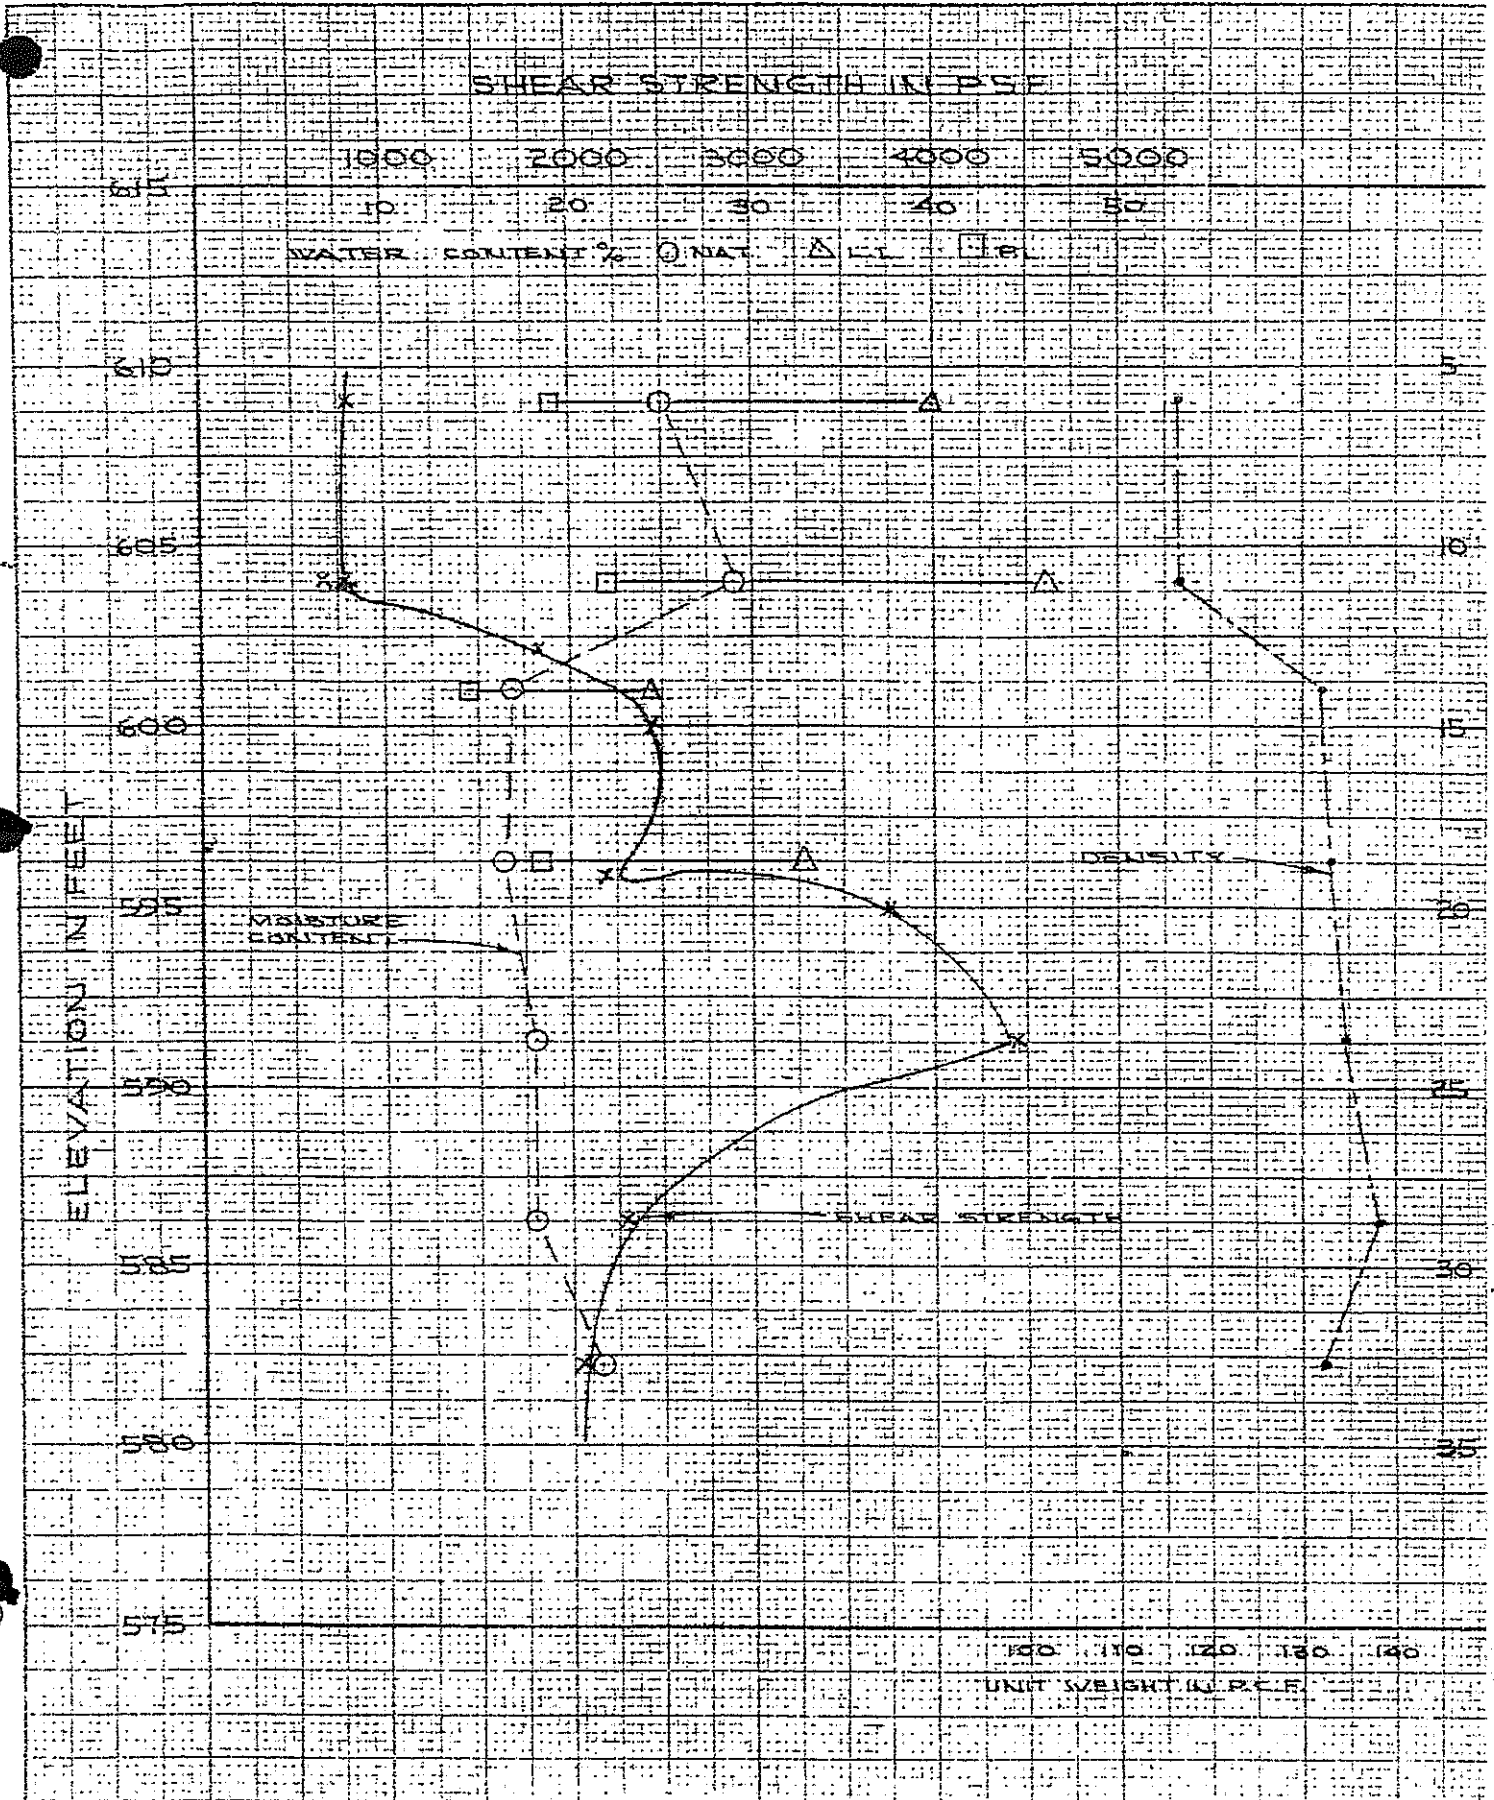 SHEAR STRENGTH IN P.S.F.
1000 2000 3000 4000 5000
615
10 20 30 40 50
WATER CONTENT % NAT. LL PL
610 5
605 10
600 15
DENSITY
595 20
MOISTURE
CONTENT
ELEVATION IN FEET
590 25
SHEAR STRENGTH
585 30
580 35
575
100 110 120 130 140
UNIT WEIGHT IN P.C.F.